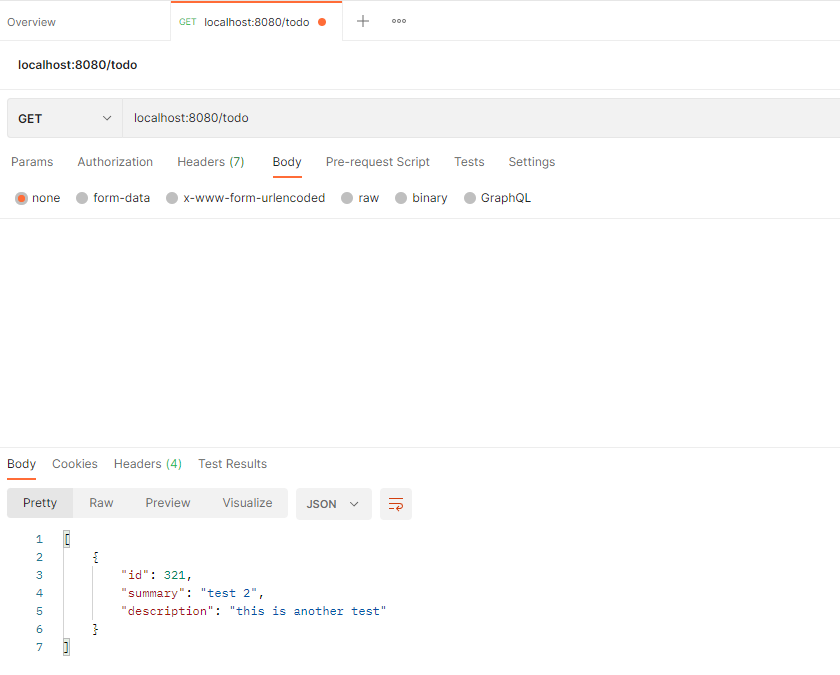 Overview GET localhost:8080/todo
localhost:8080/todo
GET localhost:8080/todo
Params Authorization Headers (7) Body Pre-request Script Tests Settings
none form-data x-www-form-urlencoded raw binary GraphQL
Body Cookies Headers (4) Test Results
Pretty Raw Preview Visualize JSON
1 [
2 {
3 "id": 321,
4 "summary": "test 2",
5 "description": "this is another test"
6 }
7 ]